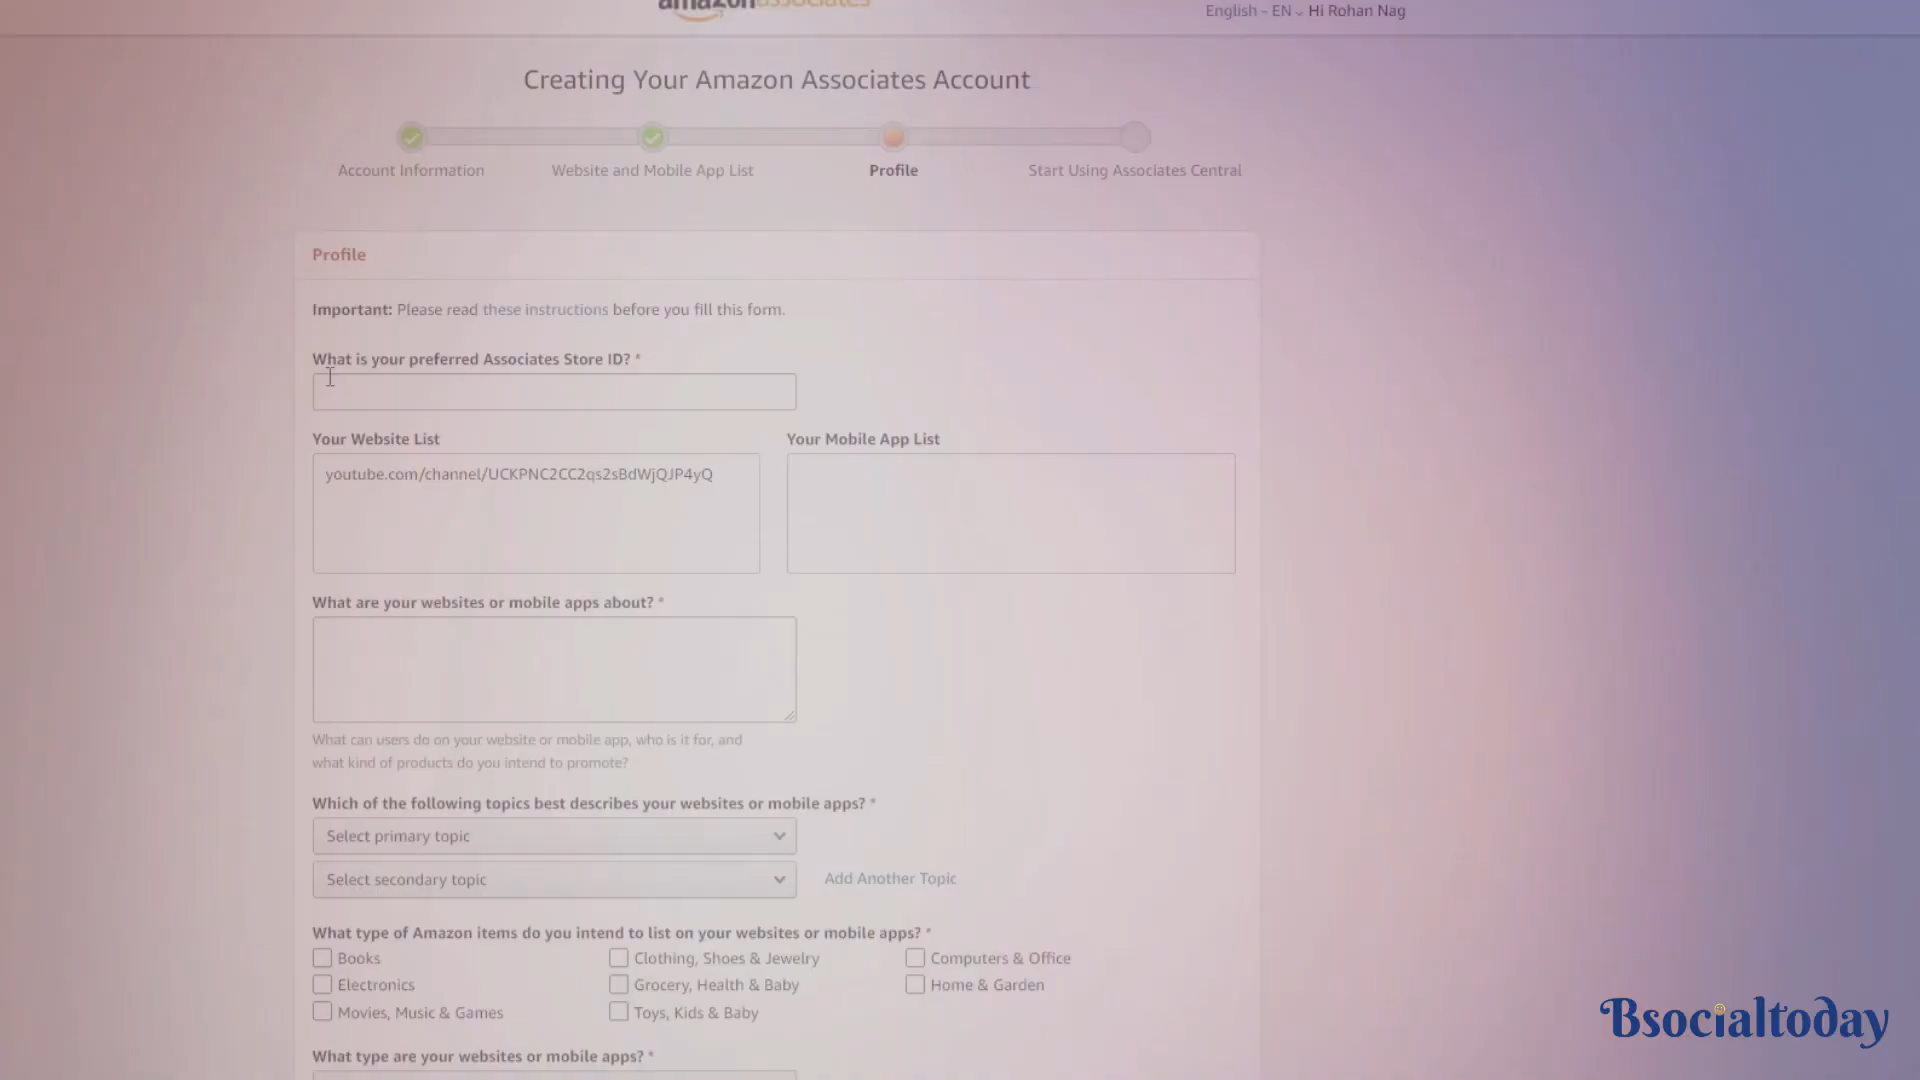 amazonassociates
English - EN Hi Rohan Nag
Creating Your Amazon Associates Account
Account Information Website and Mobile App List Profile Start Using Associates Central
Profile
Important: Please read these instructions before you fill this form.
What is your preferred Associates Store ID? *
Your Website List Your Mobile App List
youtube.com/channel/UCKPNC2CC2qs2sBdWjQJP4yQ
What are your websites or mobile apps about? *
What can users do on your website or mobile app, who is it for, and
what kind of products do you intend to promote?
Which of the following topics best describes your websites or mobile apps? *
Select primary topic
Select secondary topic Add Another Topic
What type of Amazon items do you intend to list on your websites or mobile apps? *
Books Clothing, Shoes & Jewelry Computers & Office
Electronics Grocery, Health & Baby Home & Garden
Movies, Music & Games Toys, Kids & Baby
What type are your websites or mobile apps? *
Bsocialtoday